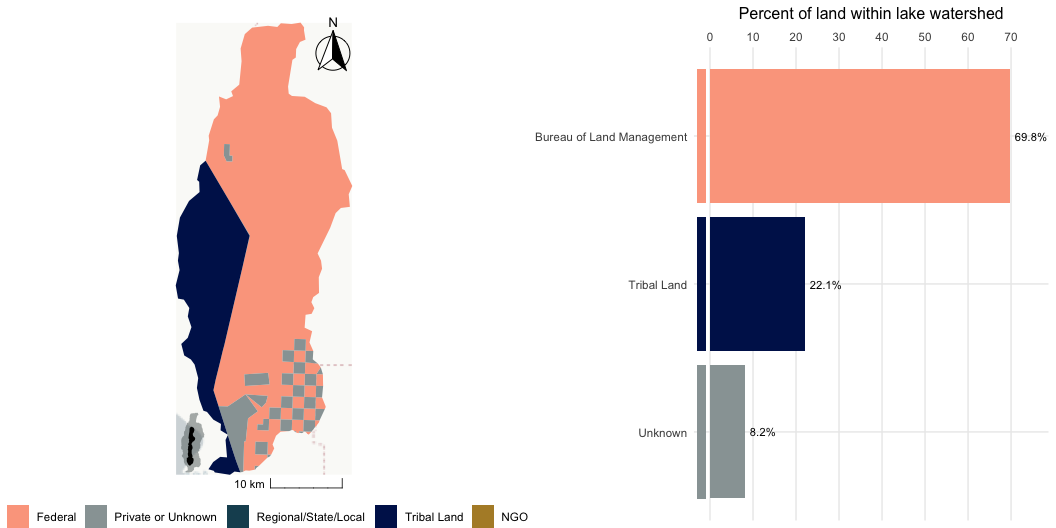 N
10 km
Federal
Private or Unknown
Regional/State/Local
Tribal Land
NGO
Percent of land within lake watershed
0 10 20 30 40 50 60 70
Bureau of Land Management 69.8%
Tribal Land 22.1%
Unknown 8.2%